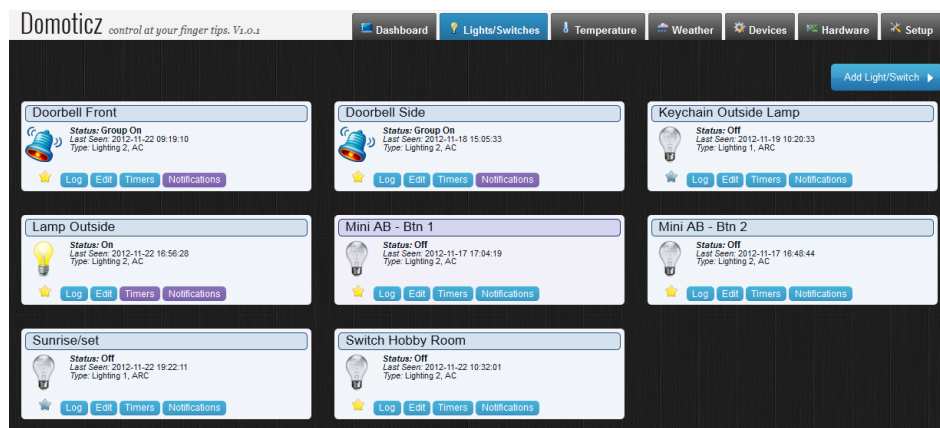 Domoticz control at your finger tips. V1.0.1
Dashboard Lights/Switches Temperature Weather Devices Hardware Setup
Add Light/Switch
Doorbell Front
Status: Group On
Last Seen: 2012-11-22 09:19:10
Type: Lighting 2, AC
Log Edit Timers Notifications
Doorbell Side
Status: Group On
Last Seen: 2012-11-18 15:05:33
Type: Lighting 2, AC
Log Edit Timers Notifications
Keychain Outside Lamp
Status: Off
Last Seen: 2012-11-19 10:20:33
Type: Lighting 1, ARC
Log Edit Timers Notifications
Lamp Outside
Status: On
Last Seen: 2012-11-22 16:56:28
Type: Lighting 2, AC
Log Edit Timers Notifications
Mini AB - Btn 1
Status: Off
Last Seen: 2012-11-17 17:04:19
Type: Lighting 2, AC
Log Edit Timers Notifications
Mini AB - Btn 2
Status: Off
Last Seen: 2012-11-17 16:48:44
Type: Lighting 2, AC
Log Edit Timers Notifications
Sunrise/set
Status: Off
Last Seen: 2012-11-22 19:22:11
Type: Lighting 1, ARC
Log Edit Timers Notifications
Switch Hobby Room
Status: Off
Last Seen: 2012-11-22 10:32:01
Type: Lighting 2, AC
Log Edit Timers Notifications